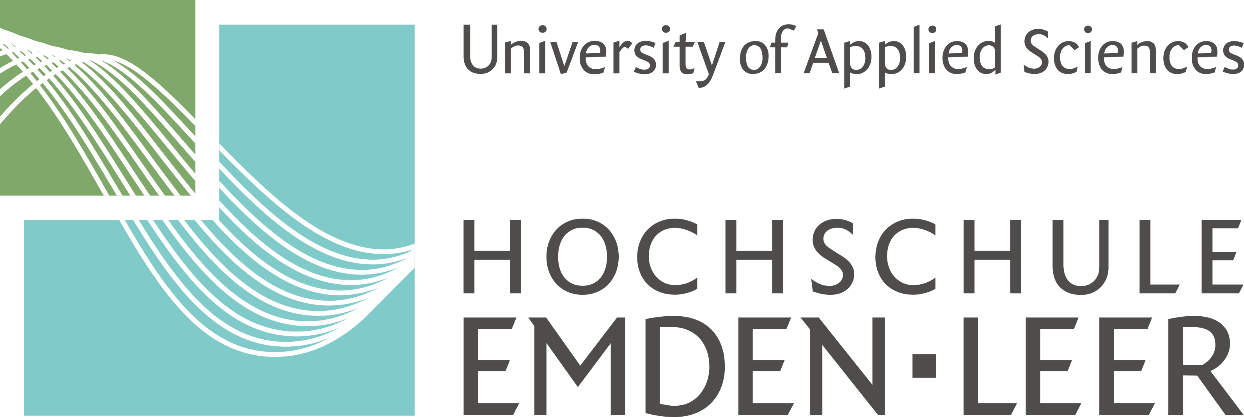 University of Applied Sciences
HOCHSCHULE
EMDEN▪LEER